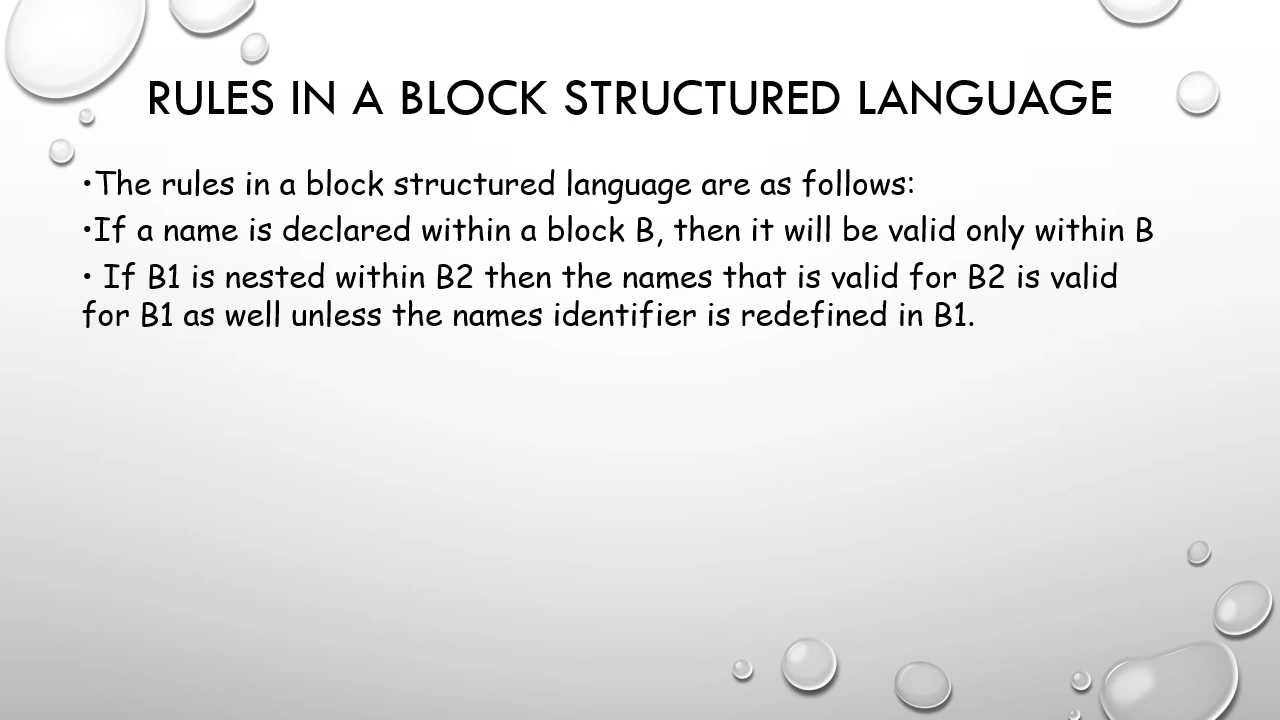 RULES IN A BLOCK STRUCTURED LANGUAGE
•The rules in a block structured language are as follows:
•If a name is declared within a block B, then it will be valid only within B
• If B1 is nested within B2 then the names that is valid for B2 is valid
for B1 as well unless the names identifier is redefined in B1.